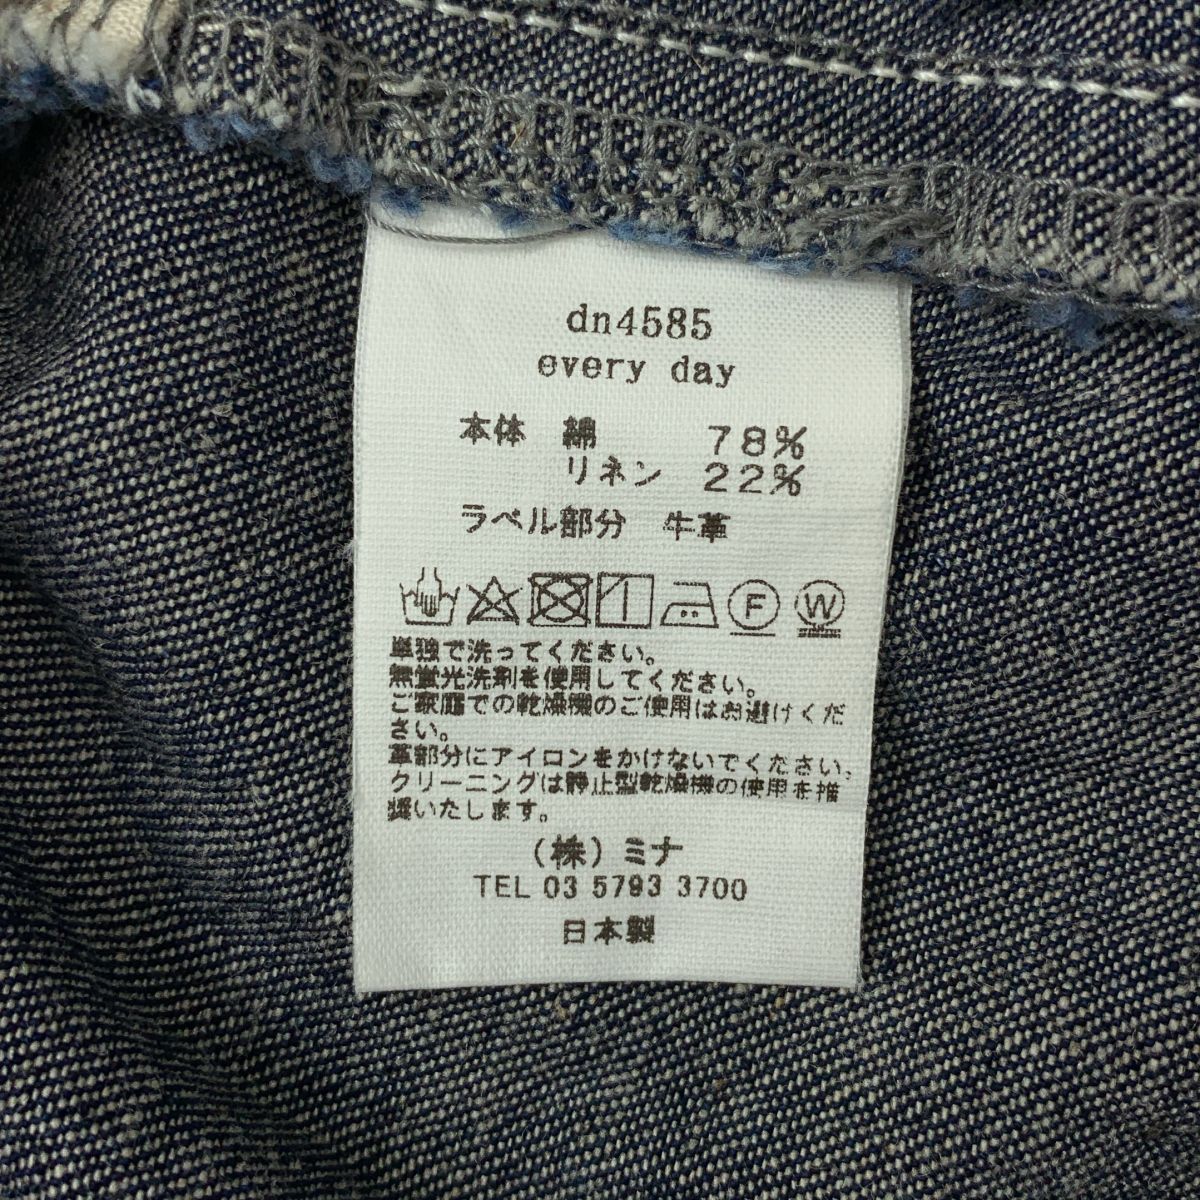 dn4585
every day
本体 綿 78%
リネン 22%
ラベル部分 牛革
F W
単独で洗ってください。
無蛍光洗剤を使用してください。
ご家庭での乾燥機のご使用はお避けくだ
さい。
革部分にアイロンをかけないでください。
クリーニングは静止型乾燥機の使用を推
奨いたします。
(株)ミナ
TEL 03 5793 3700
日本製